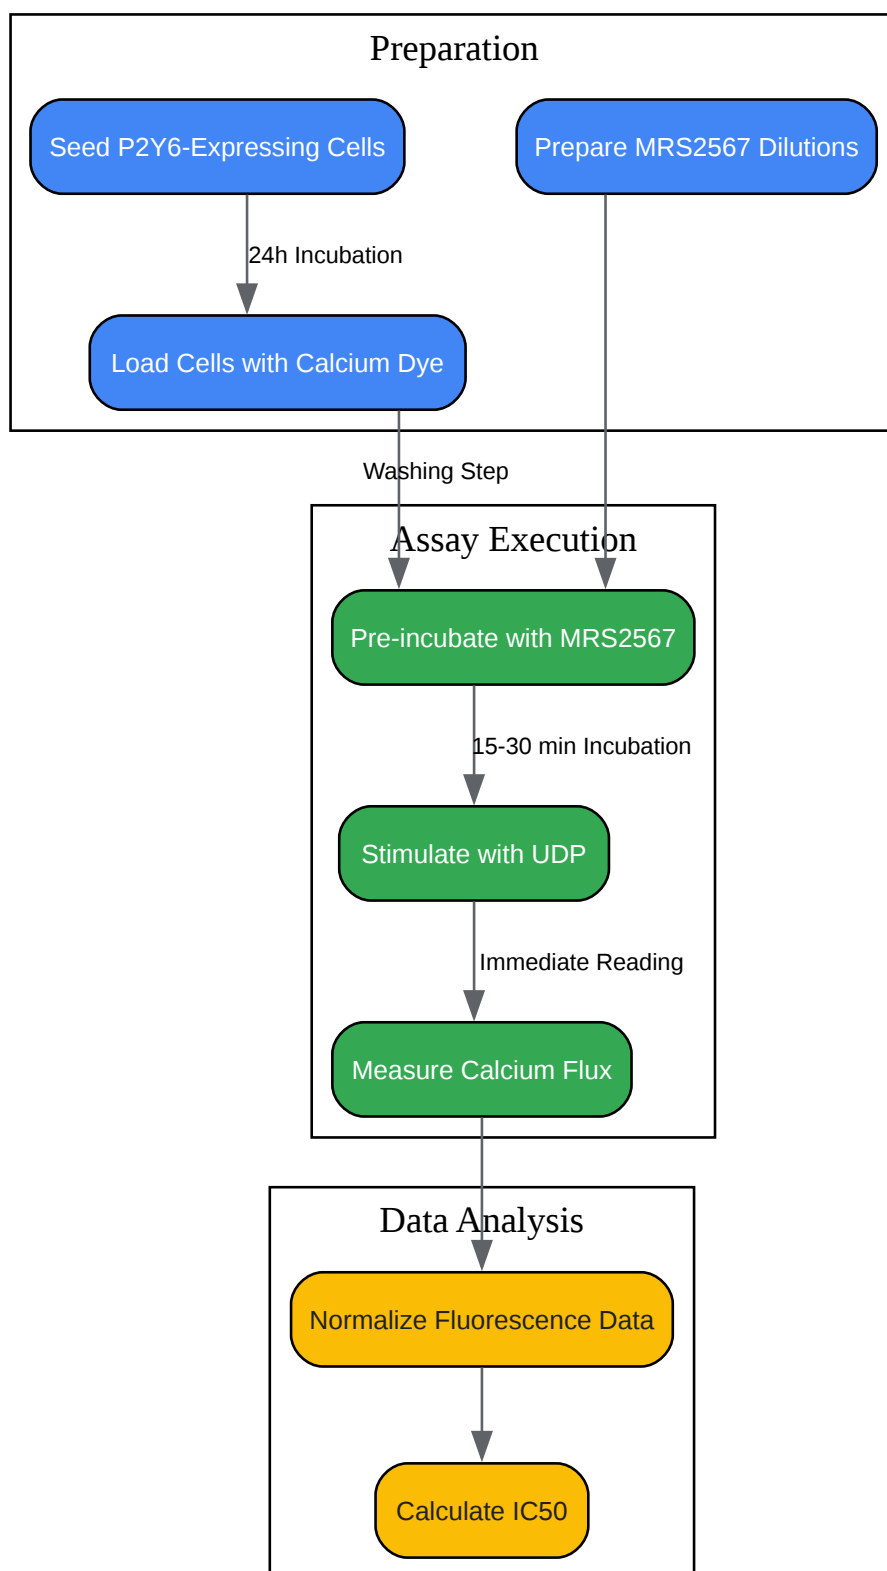 Preparation
Seed P2Y6-Expressing Cells
Prepare MRS2567 Dilutions
24h Incubation
Load Cells with Calcium Dye
Washing Step
Assay Execution
Pre-incubate with MRS2567
15-30 min Incubation
Stimulate with UDP
Immediate Reading
Measure Calcium Flux
Data Analysis
Normalize Fluorescence Data
Calculate IC50